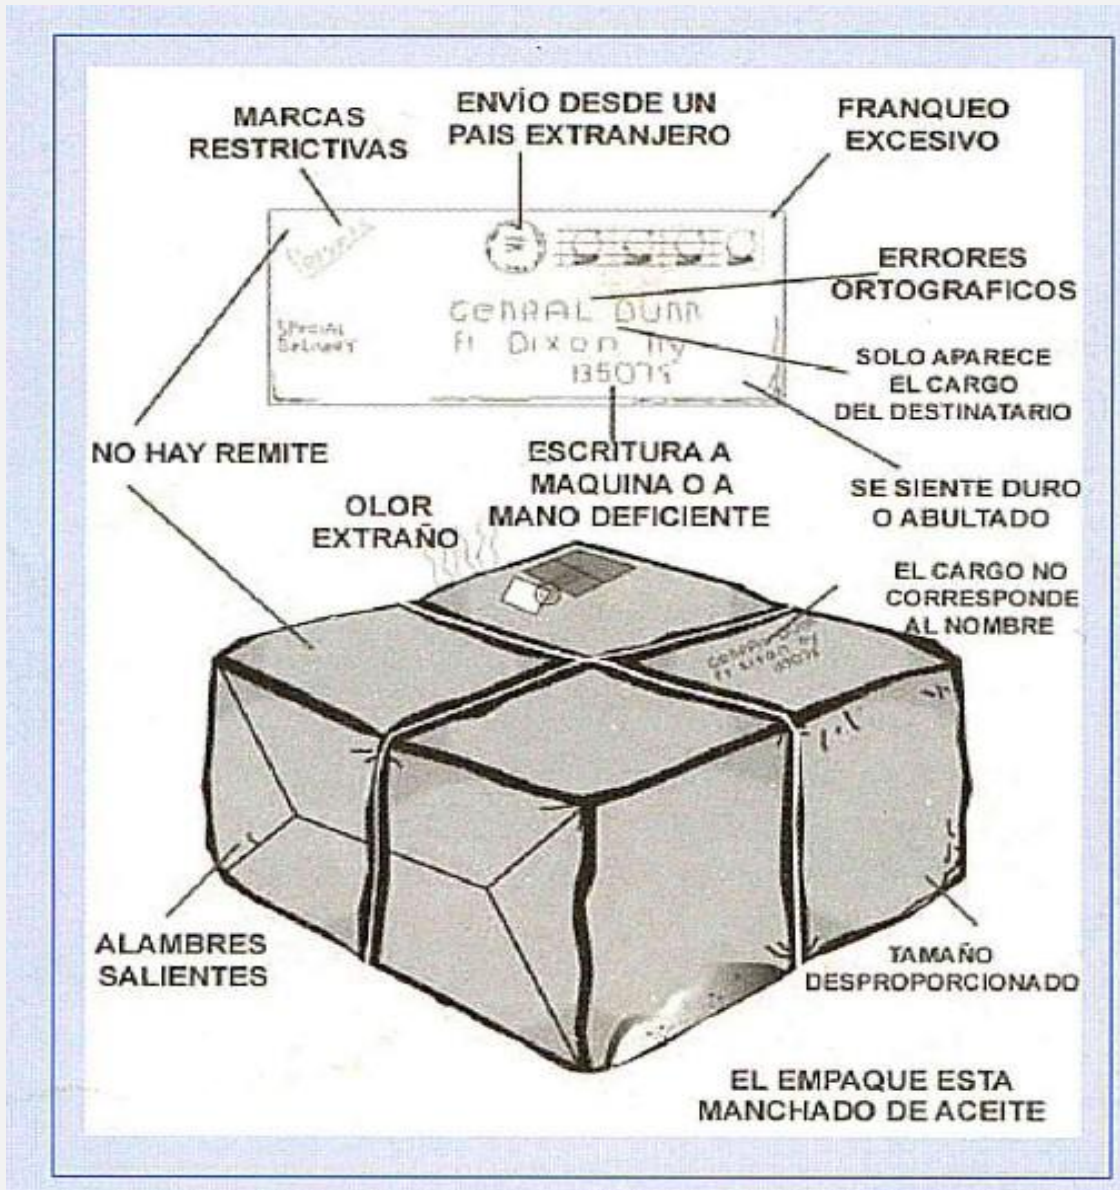 MARCAS
RESTRICTIVAS
ENVÍO DESDE UN
PAIS EXTRANJERO
FRANQUEO
EXCESIVO
ERRORES
ORTOGRAFICOS
GENRAL DUNN
Ft Dixon Ny
SPecial
Delivery
SOLO APARECE
EL CARGO
DEL DESTINATARIO
NO HAY REMITE
ESCRITURA A
MAQUINA O A
MANO DEFICIENTE
SE SIENTE DURO
O ABULTADO
OLOR
EXTRAÑO
EL CARGO NO
CORRESPONDE
AL NOMBRE
ALAMBRES
SALIENTES
TAMAÑO
DESPROPORCIONADO
EL EMPAQUE ESTA
MANCHADO DE ACEITE